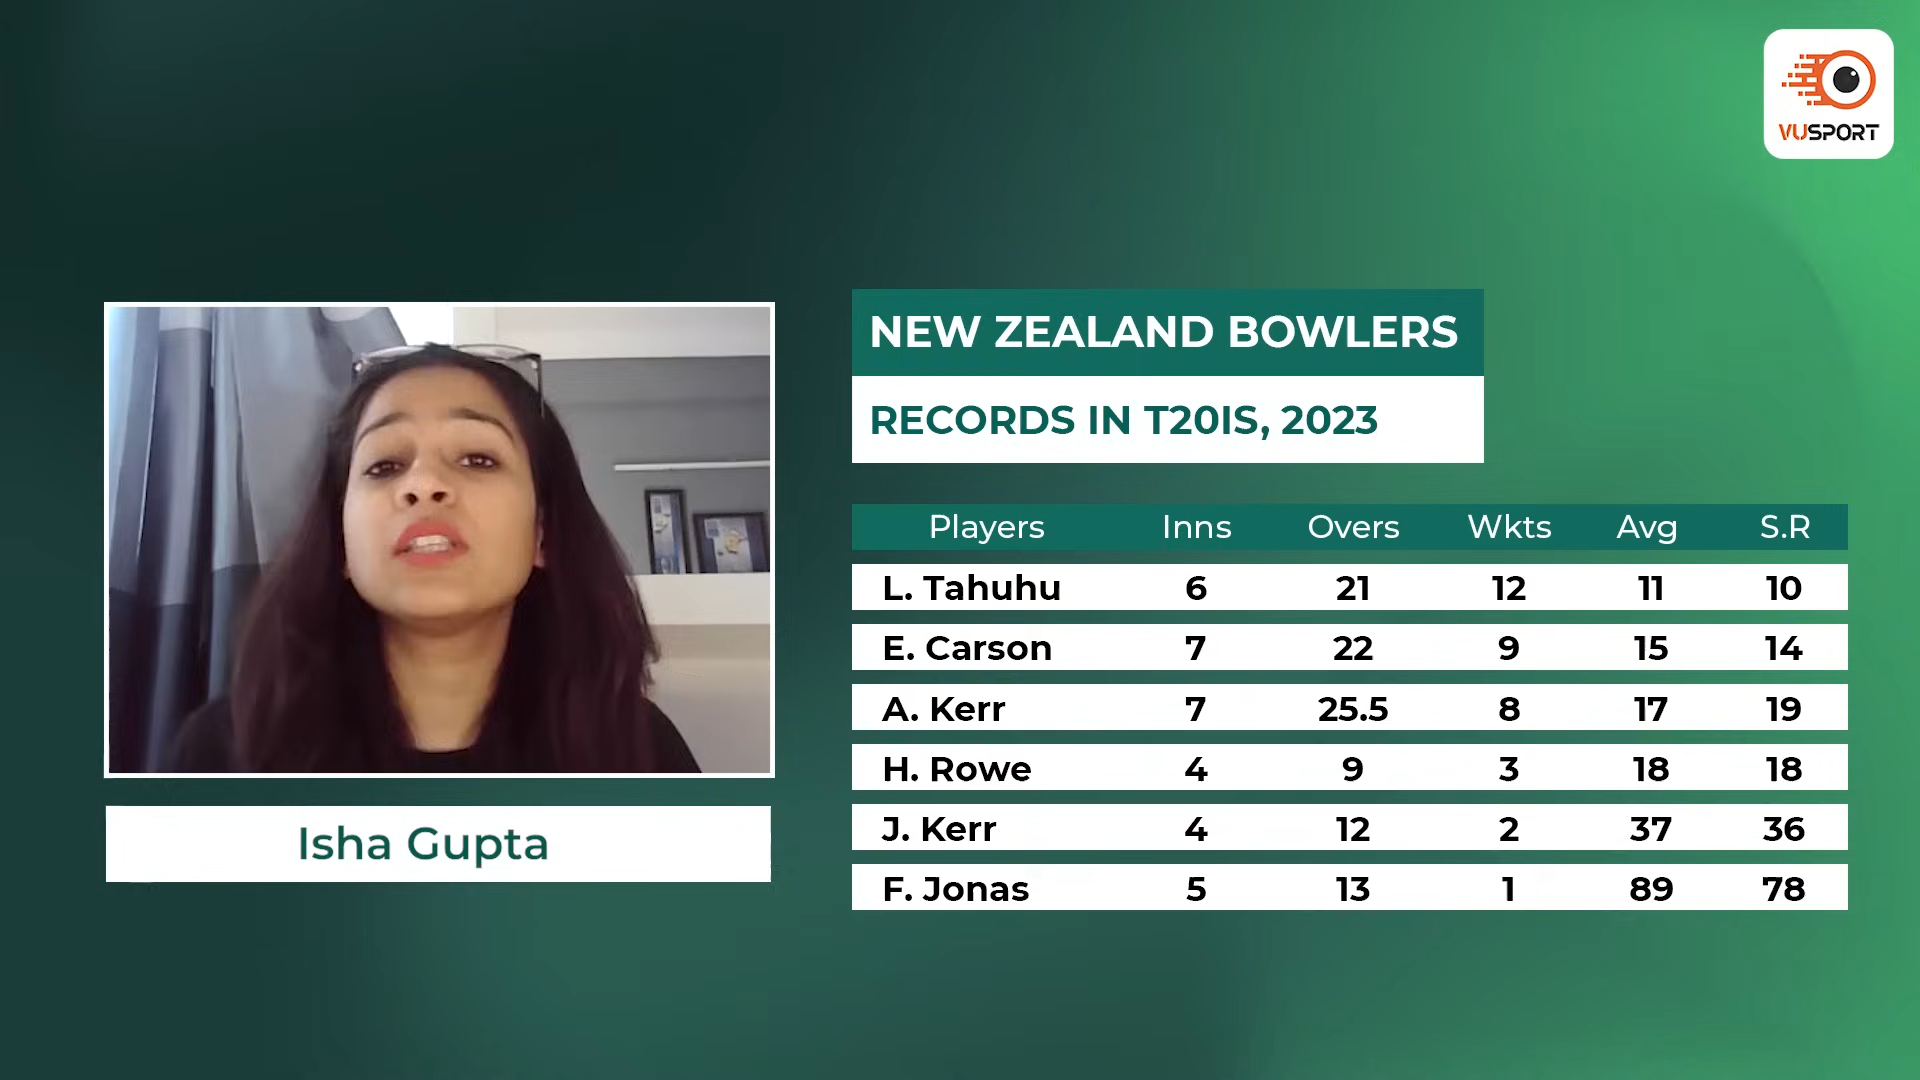 VUSPORT
NEW ZEALAND BOWLERS
RECORDS IN T20IS, 2023
Players Inns Overs Wkts Avg S.R
L. Tahuhu 6 21 12 11 10
E. Carson 7 22 9 15 14
A. Kerr 7 25.5 8 17 19
H. Rowe 4 9 3 18 18
J. Kerr 4 12 2 37 36
F. Jonas 5 13 1 89 78
Isha Gupta